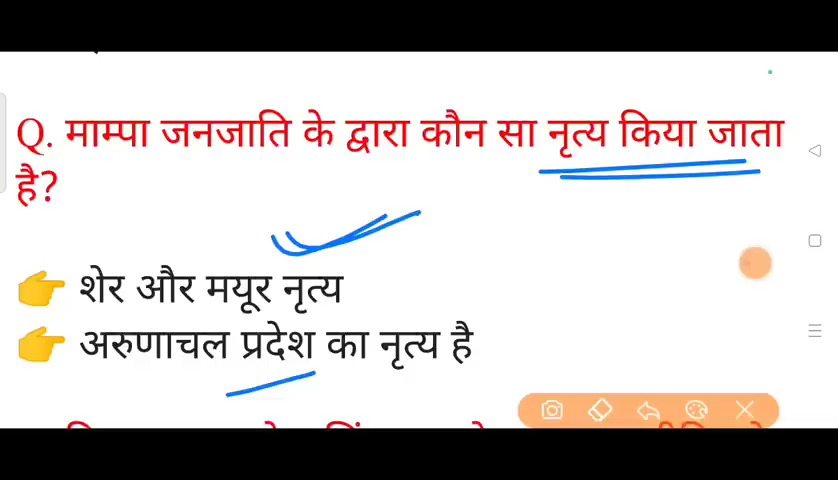 Q. माम्पा जनजाति के द्वारा कौन सा नृत्य किया जाता
है?
शेर और मयूर नृत्य
अरुणाचल प्रदेश का नृत्य है